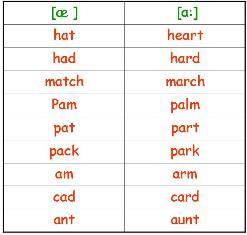 [æ ] [ɑ:]
hat heart
had hard
match march
Pam palm
pat part
pack park
am arm
cad card
ant aunt